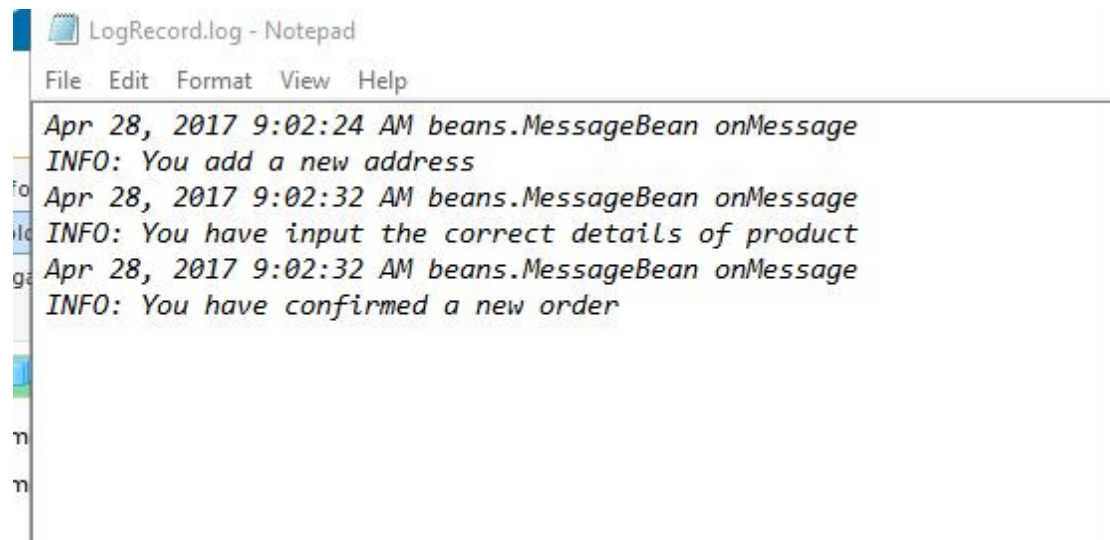 LogRecord.log - Notepad
File Edit Format View Help
Apr 28, 2017 9:02:24 AM beans.MessageBean onMessage
INFO: You add a new address
Apr 28, 2017 9:02:32 AM beans.MessageBean onMessage
INFO: You have input the correct details of product
Apr 28, 2017 9:02:32 AM beans.MessageBean onMessage
INFO: You have confirmed a new order